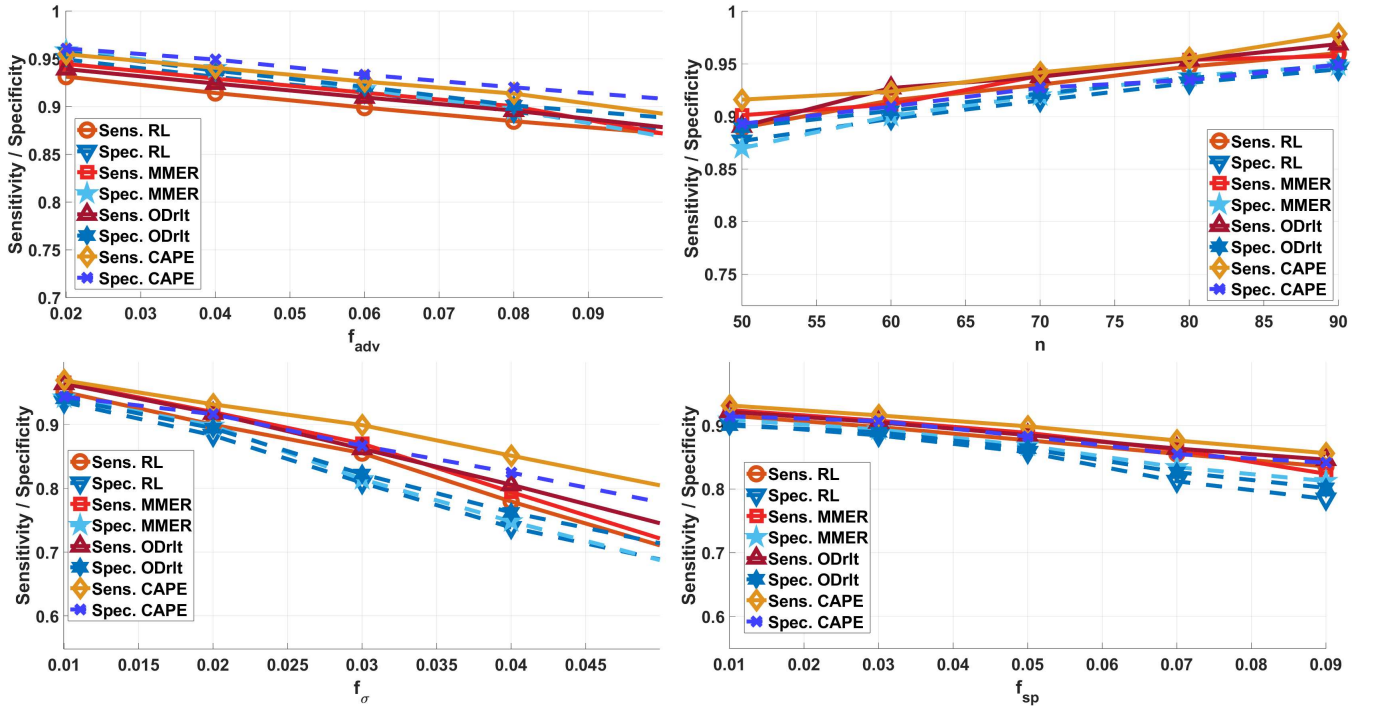 Sensitivity / Specificity
1
0.95
0.9
0.85
0.8
0.75
0.7
0.02 0.03 0.04 0.05 0.06 0.07 0.08 0.09
f_adv
Sens. RL
Spec. RL
Sens. MMER
Spec. MMER
Sens. ODrlt
Spec. ODrlt
Sens. CAPE
Spec. CAPE
Sensitivity / Specificity
1
0.95
0.9
0.85
0.8
0.75
50 55 60 65 70 75 80 85 90
n
Sens. RL
Spec. RL
Sens. MMER
Spec. MMER
Sens. ODrlt
Spec. ODrlt
Sens. CAPE
Spec. CAPE
Sensitivity / Specificity
0.9
0.8
0.7
0.6
0.01 0.015 0.02 0.025 0.03 0.035 0.04 0.045
f_σ
Sens. RL
Spec. RL
Sens. MMER
Spec. MMER
Sens. ODrlt
Spec. ODrlt
Sens. CAPE
Spec. CAPE
Sensitivity / Specificity
0.9
0.8
0.7
0.6
0.01 0.02 0.03 0.04 0.05 0.06 0.07 0.08 0.09
f_sp
Sens. RL
Spec. RL
Sens. MMER
Spec. MMER
Sens. ODrlt
Spec. ODrlt
Sens. CAPE
Spec. CAPE